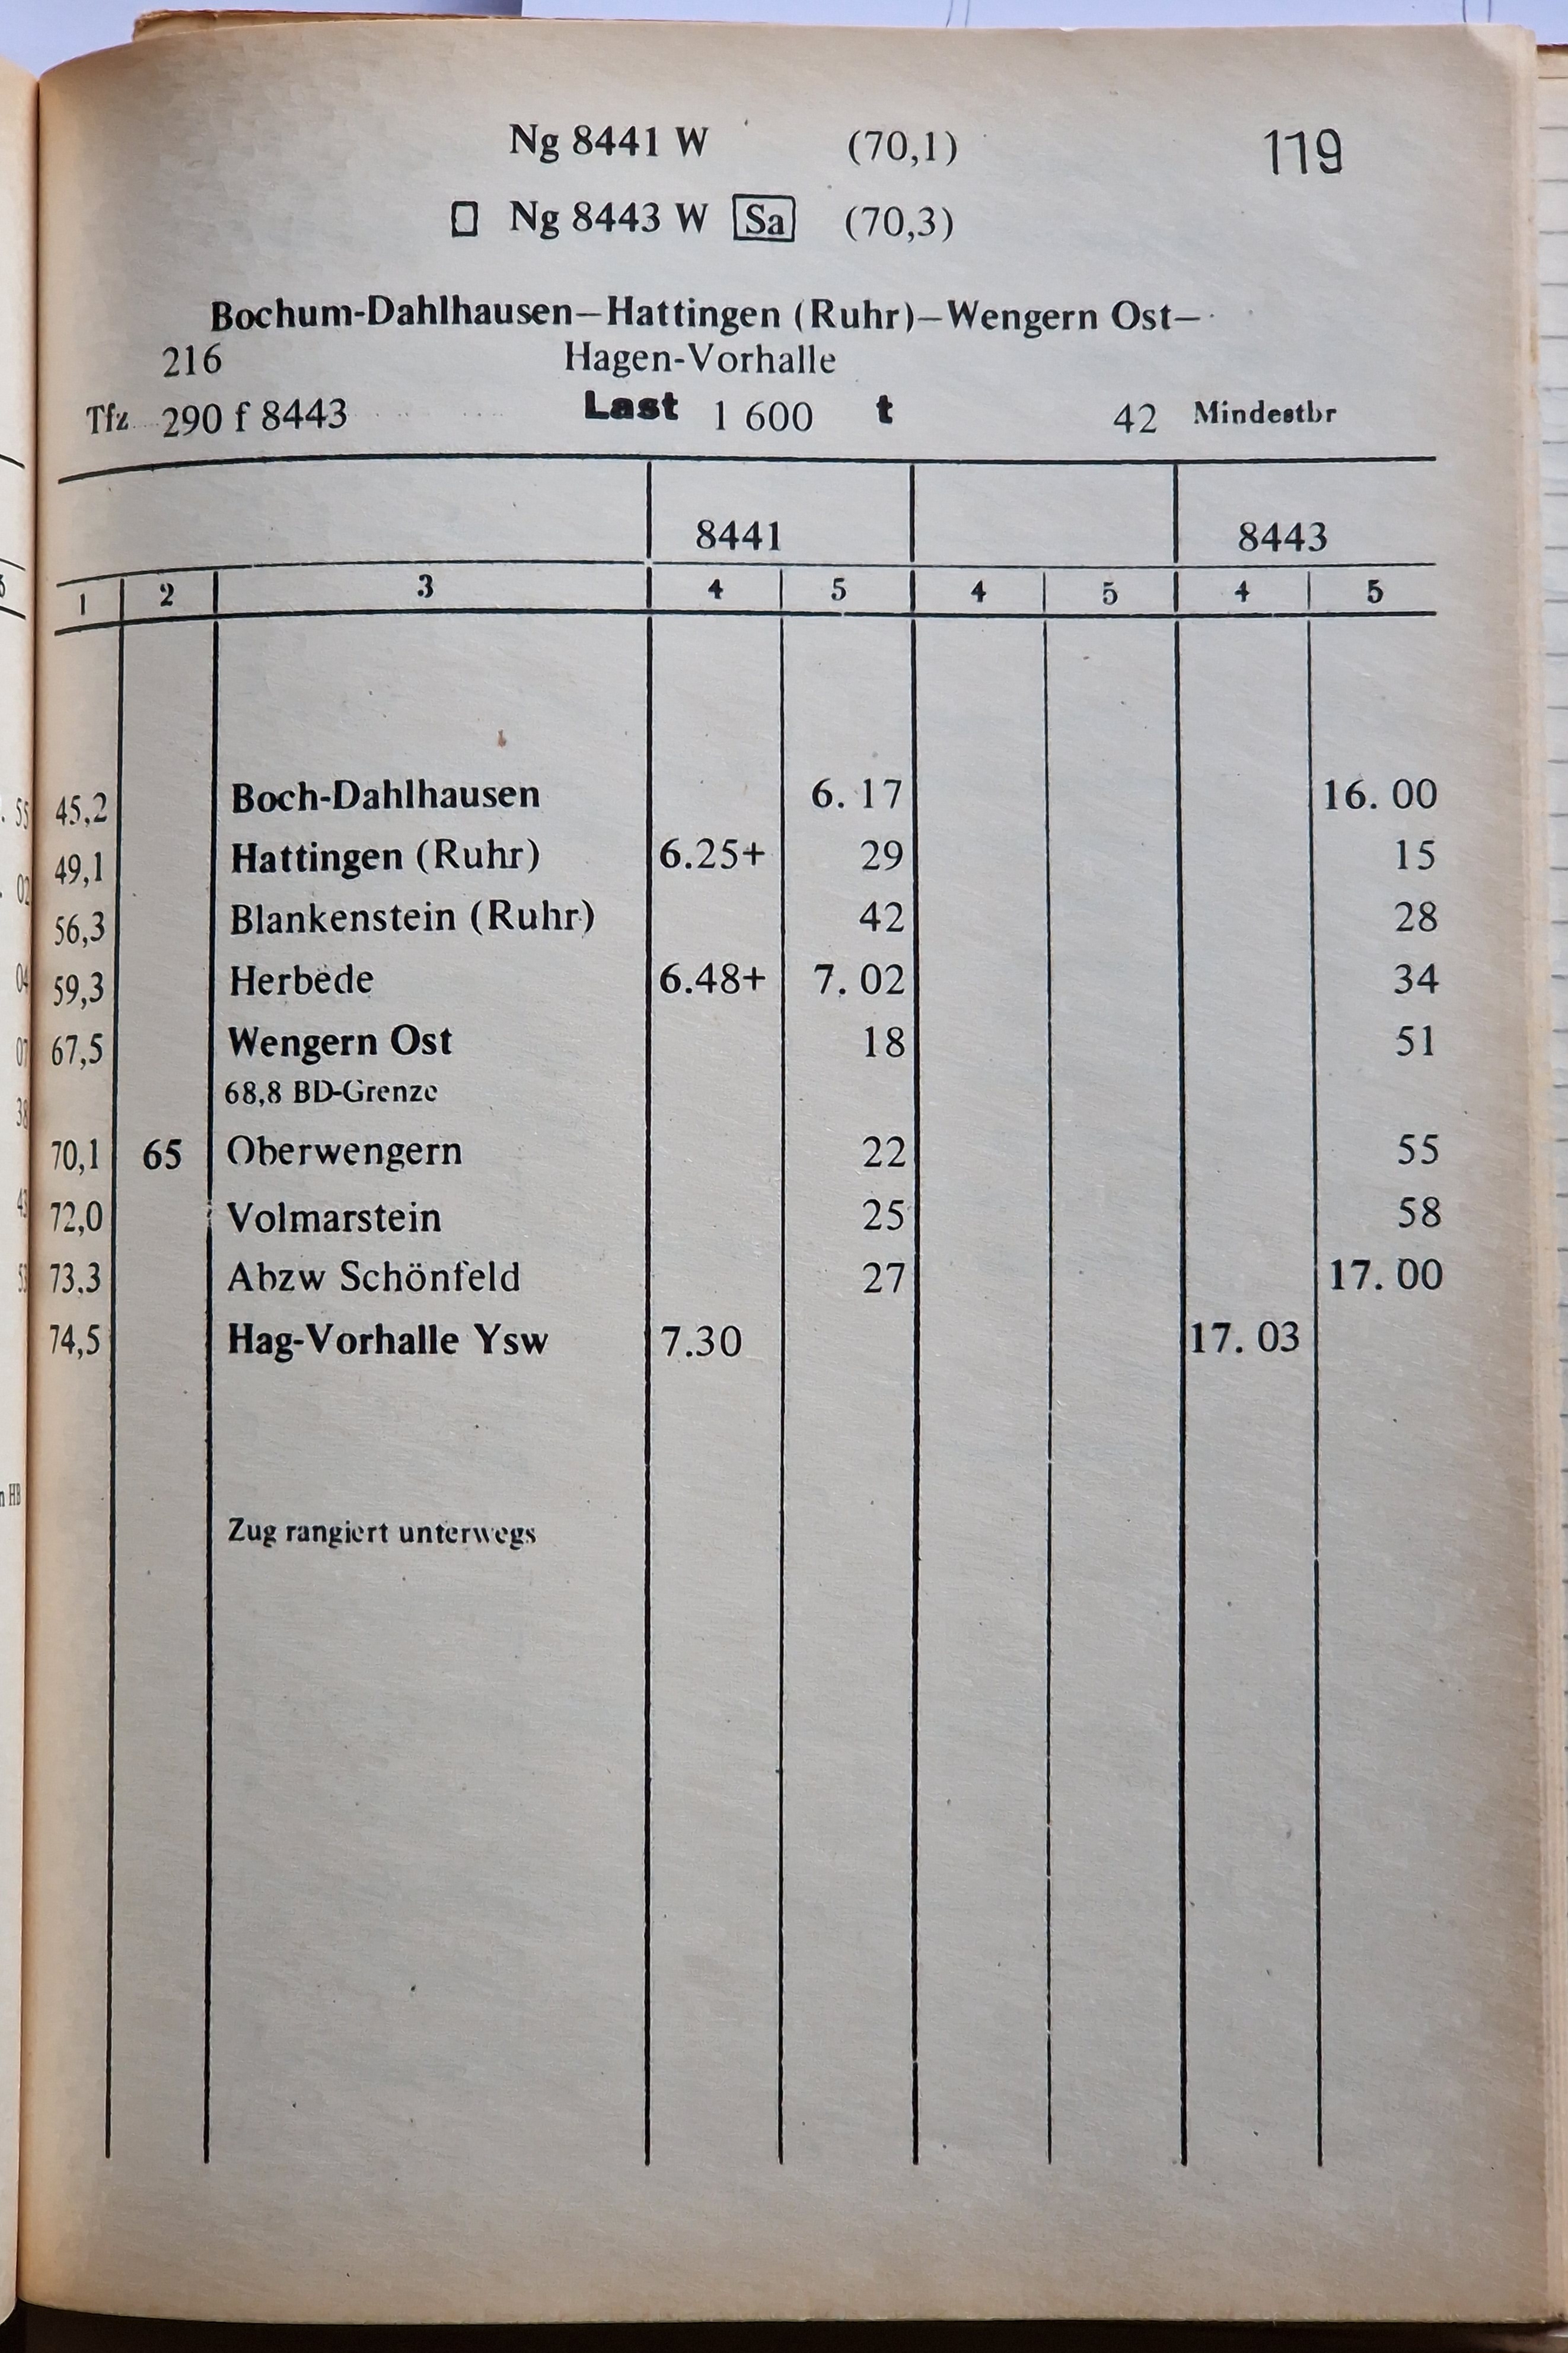 Ng 8441 W (70,1) 119
Ng 8443 W Sa (70,3)
Bochum-Dahlhausen—Hattingen (Ruhr)—Wengern Ost—
216 Hagen-Vorhalle
Tfz 290 f 8443 Last 1 600 t 42 Mindestbr
8441 8443
1 2 3 4 5 4 5 4 5
45,2 Boch-Dahlhausen 6. 17 16. 00
49,1 Hattingen (Ruhr) 6.25+ 29 15
56,3 Blankenstein (Ruhr) 42 28
59,3 Herbede 6.48+ 7. 02 34
67,5 Wengern Ost 18 51
68,8 BD-Grenze
70,1 65 Oberwengern 22 55
72,0 Volmarstein 25 58
73.3 Abzw Schönfeld 27 17. 00
74,5 Hag-Vorhalle Ysw 7.30 17. 03
Zug rangiert unterwegs